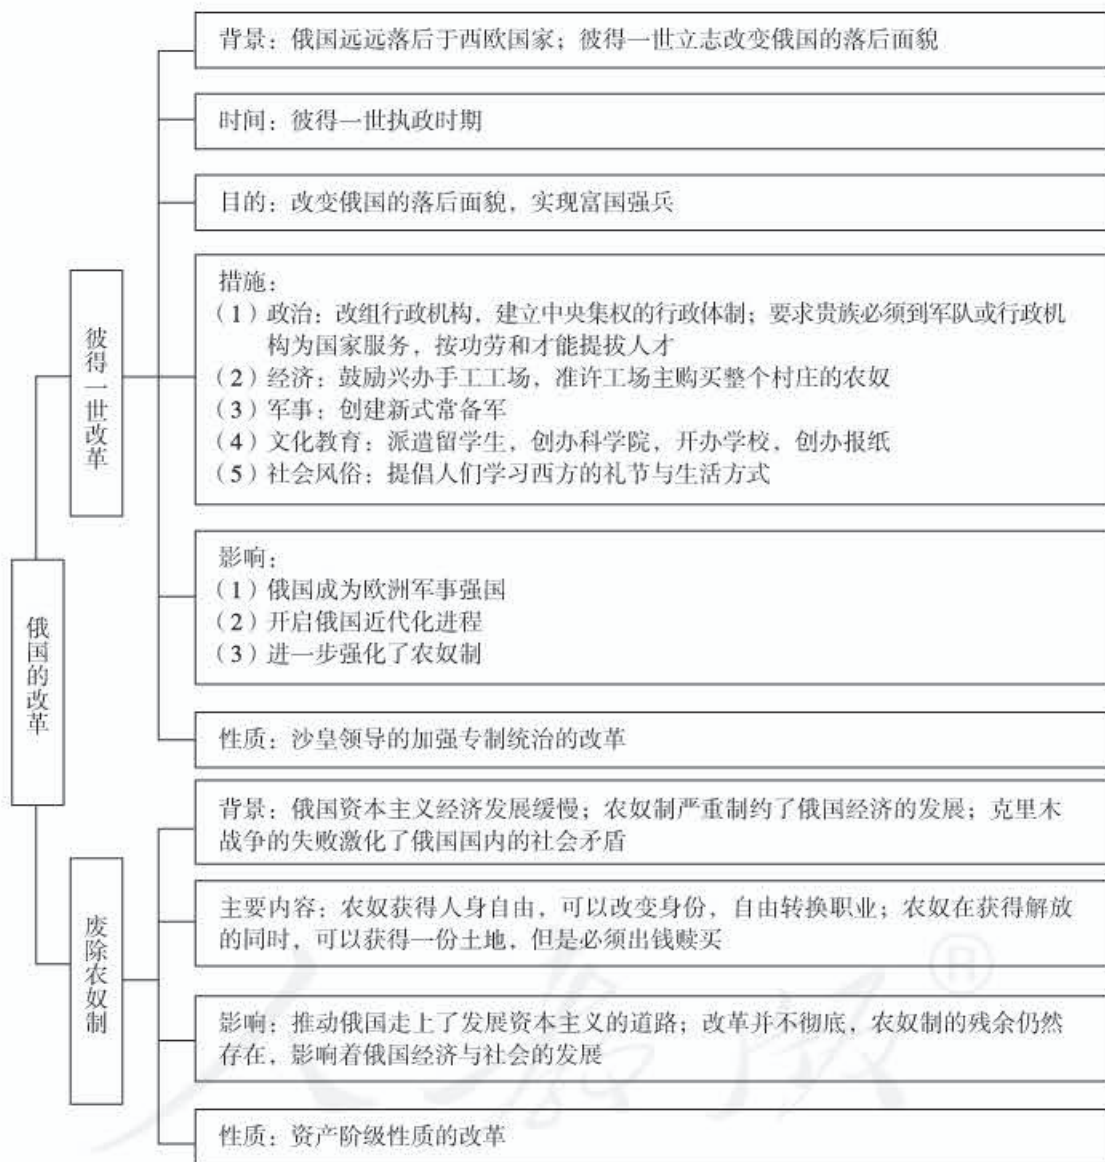 俄国的改革
彼得一世改革
背景：俄国远远落后于西欧国家；彼得一世立志改变俄国的落后面貌
时间：彼得一世执政时期
目的：改变俄国的落后面貌，实现富国强兵
措施：
（1）政治：改组行政机构，建立中央集权的行政体制；要求贵族必须到军队或行政机
构为国家服务，按功劳和才能提拔人才
（2）经济：鼓励兴办手工工场，准许工场主购买整个村庄的农奴
（3）军事：创建新式常备军
（4）文化教育：派遣留学生，创办科学院，开办学校，创办报纸
（5）社会风俗：提倡人们学习西方的礼节与生活方式
影响：
（1）俄国成为欧洲军事强国
（2）开启俄国近代化进程
（3）进一步强化了农奴制
性质：沙皇领导的加强专制统治的改革
废除农奴制
背景：俄国资本主义经济发展缓慢；农奴制严重制约了俄国经济的发展；克里木
战争的失败激化了俄国国内的社会矛盾
主要内容：农奴获得人身自由，可以改变身份，自由转换职业；农奴在获得解放
的同时，可以获得一份土地，但是必须出钱赎买
影响：推动俄国走上了发展资本主义的道路；改革并不彻底，农奴制的残余仍然
存在，影响着俄国经济与社会的发展
性质：资产阶级性质的改革
人教版®